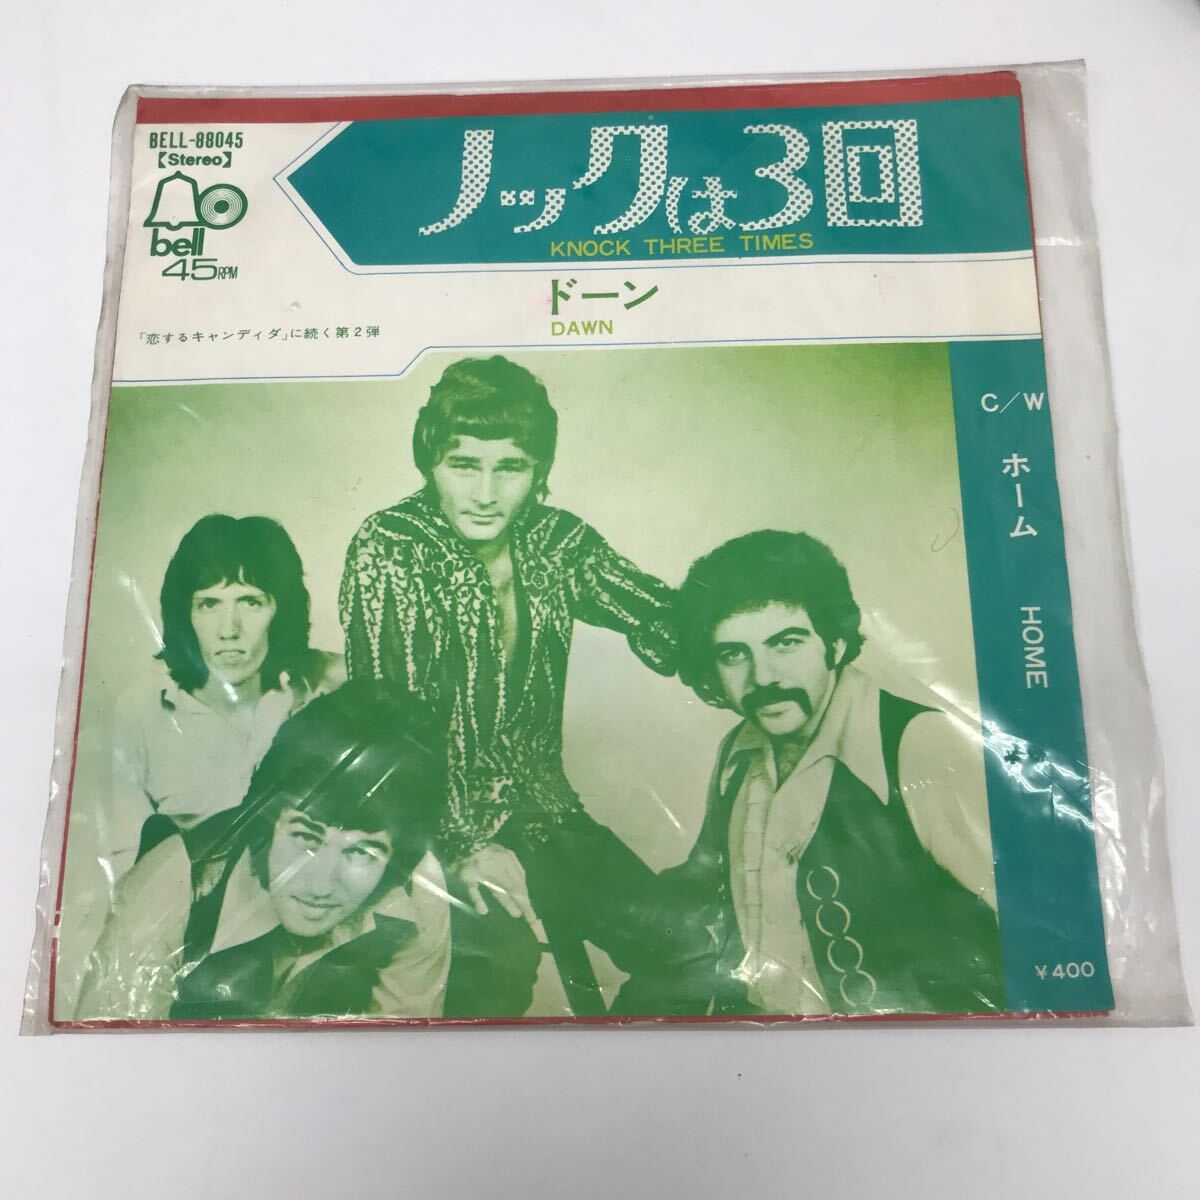 BELL-88045
【Stereo】
bell
45RPM
ノックは3回
KNOCK THREE TIMES
ドーン
DAWN
「恋するキャンディダ」に続く第2弾
C/W
ホーム
HOME
¥400